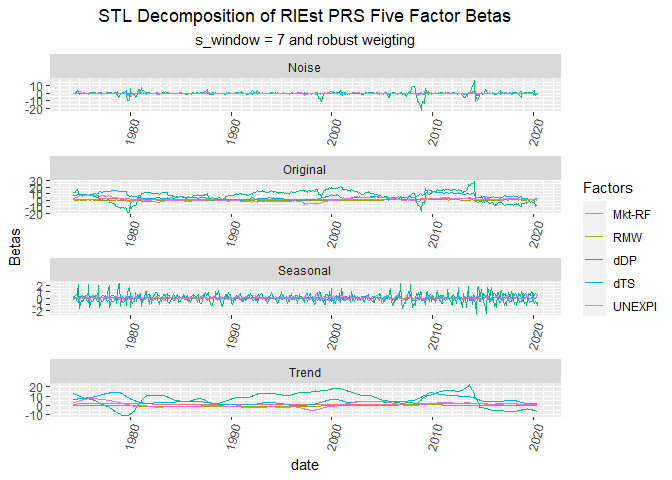 STL Decomposition of RlEst PRS Five Factor Betas
s_window = 7 and robust weigting
Noise
10
0
-10
-20
1980
1990
2000
2010
2020
Original
30
20
10
0
-10
-20
1980
1990
2000
2010
2020
Seasonal
2
1
0
-1
-2
1980
1990
2000
2010
2020
Trend
20
10
0
-10
1980
1990
2000
2010
2020
date
Betas
Factors
Mkt-RF
RMW
dDP
dTS
UNEXPI